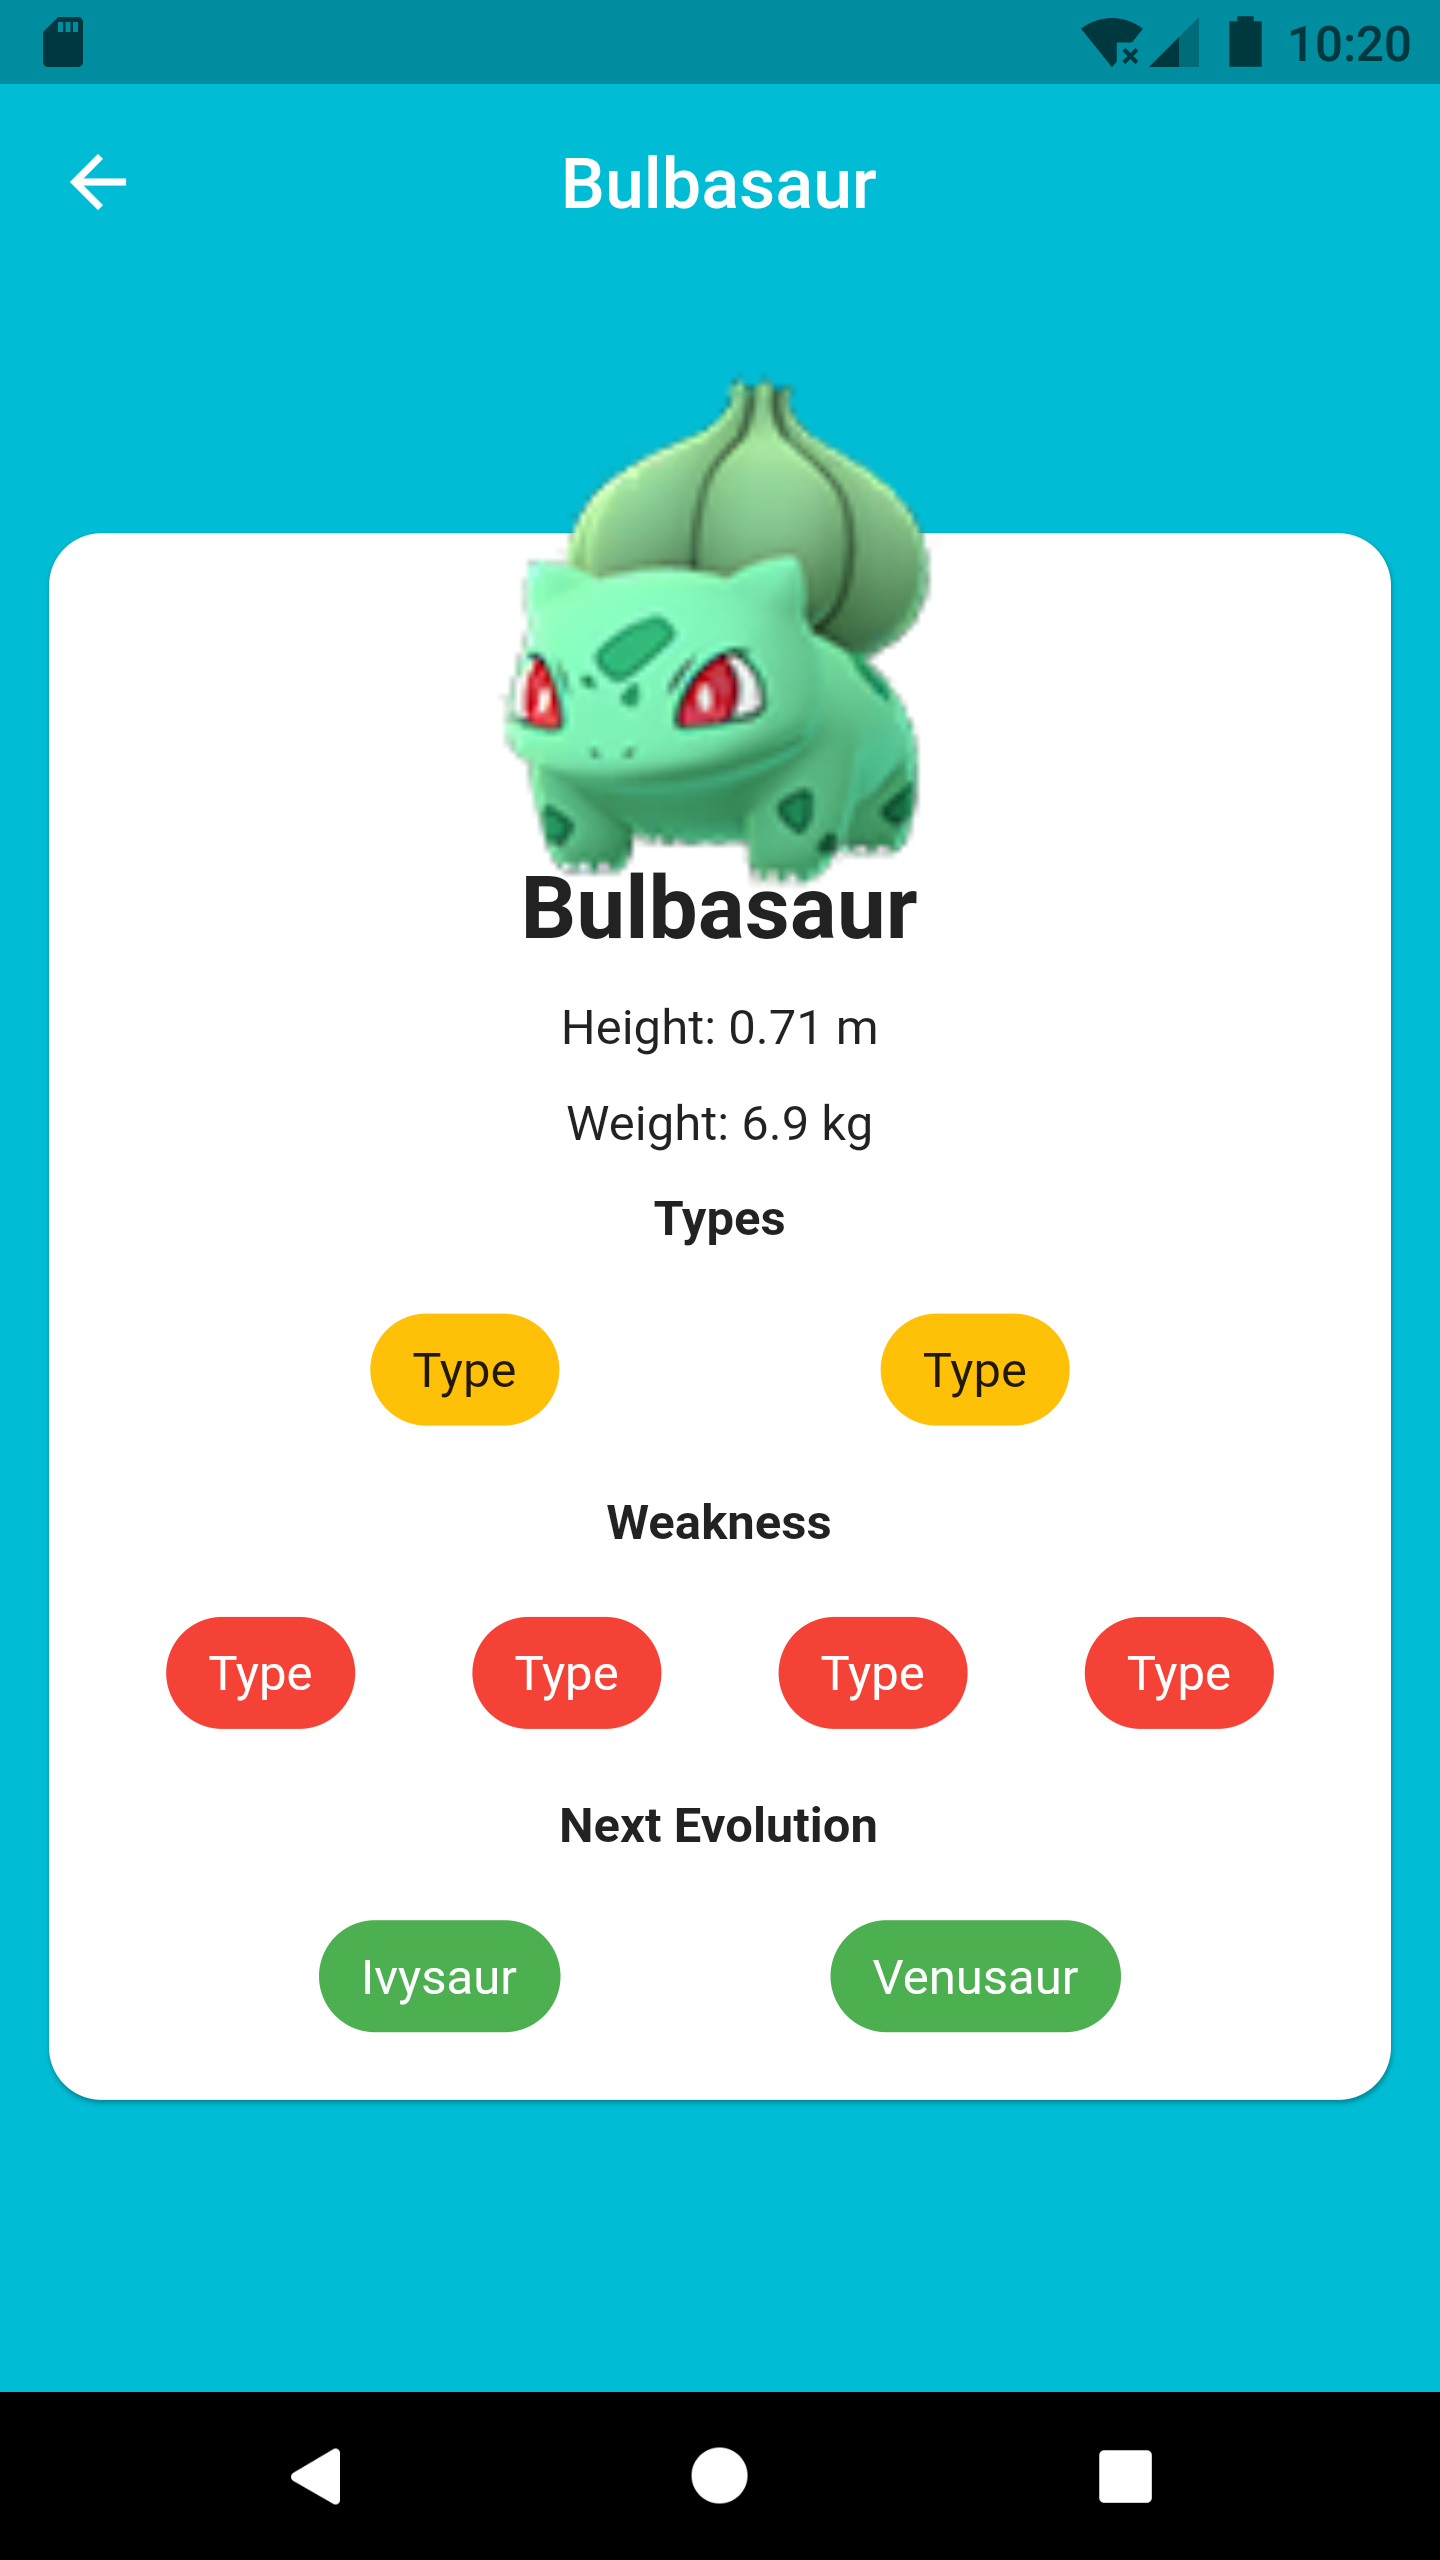 10:20
Bulbasaur
Bulbasaur
Height: 0.71 m
Weight: 6.9 kg
Types
Type Type
Weakness
Type Type Type Type
Next Evolution
Ivysaur Venusaur